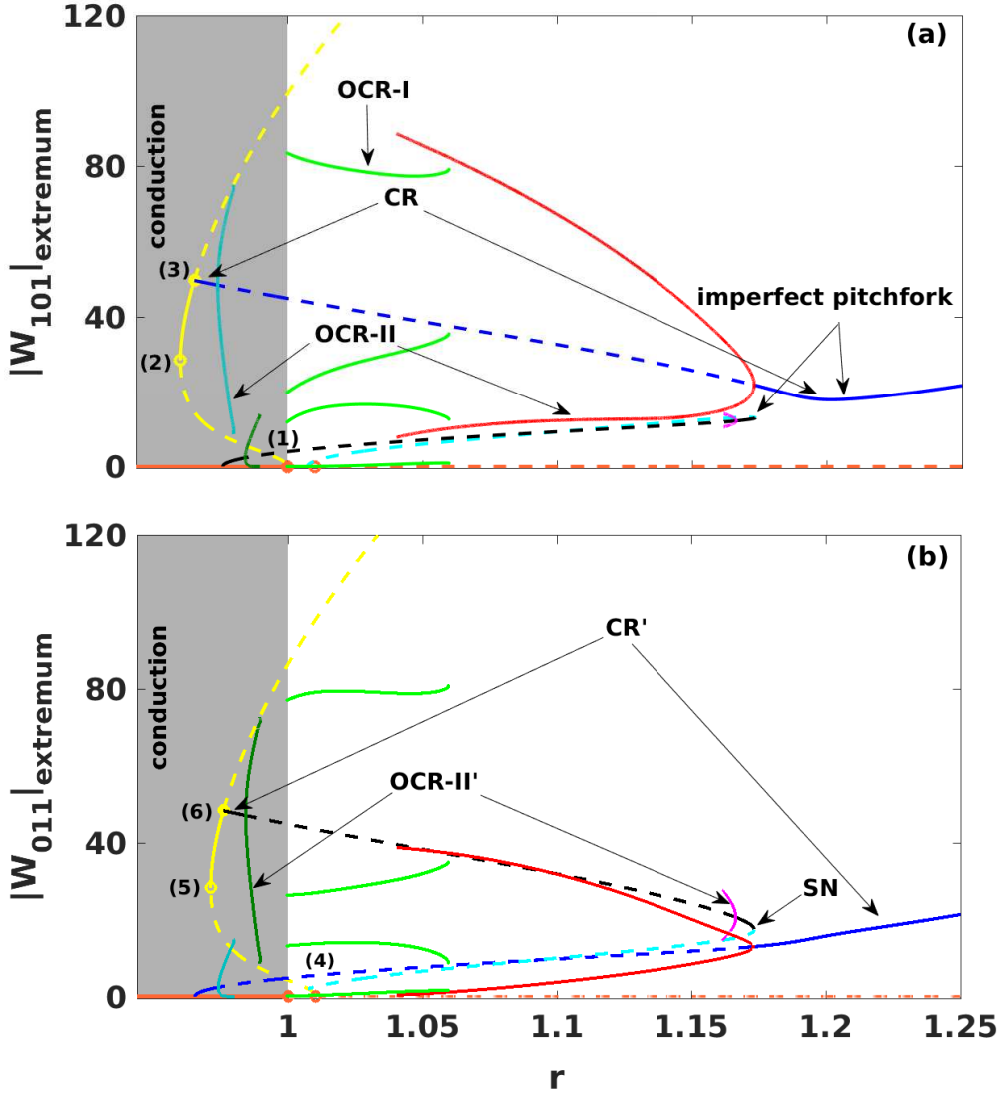 120
(a)
OCR-I
80
conduction
CR
(3)
imperfect pitchfork
40
OCR-II
(2)
(1)
0
|W101|extremum
120
(b)
conduction
CR'
80
OCR-II'
(6)
40
(5)
SN
(4)
0
|W011|extremum
1
1.05
1.1
1.15
1.2
1.25
r